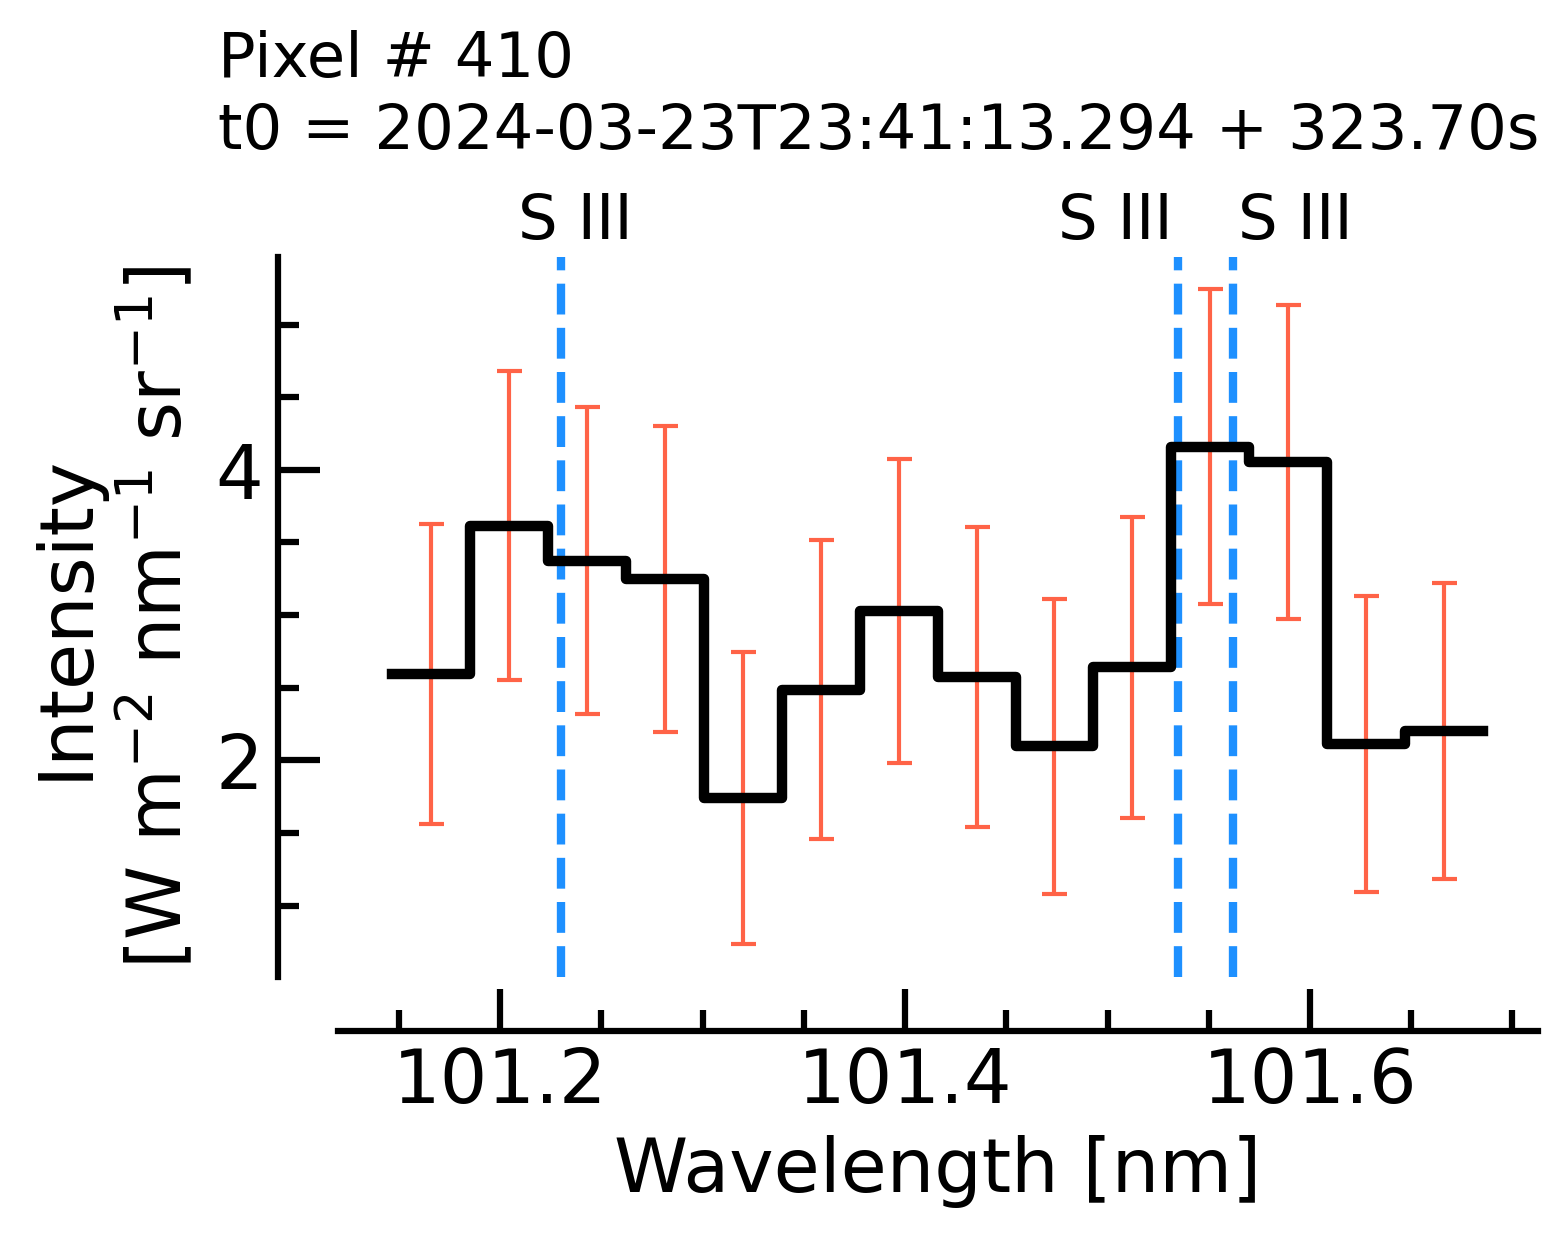 Pixel # 410
t0 = 2024-03-23T23:41:13.294 + 323.70s
S III S III S III
Intensity
[W m⁻² nm⁻¹ sr⁻¹]
4
2
101.2 101.4 101.6
Wavelength [nm]